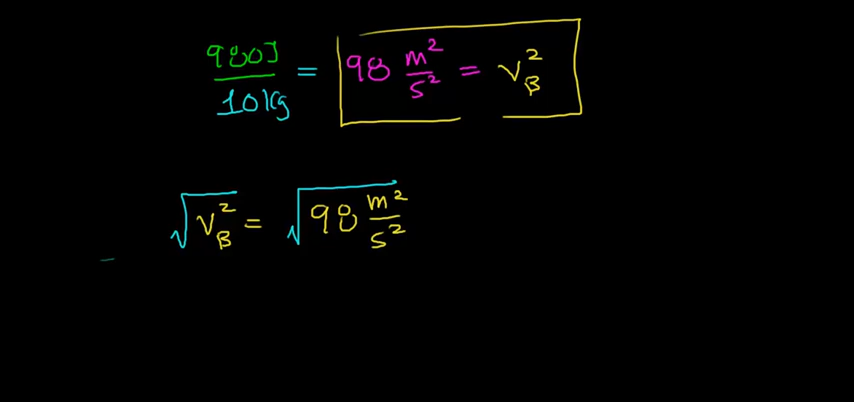 980J/10kg = 98 m²/s² = v_B²
√v_B² = √98 m²/s²